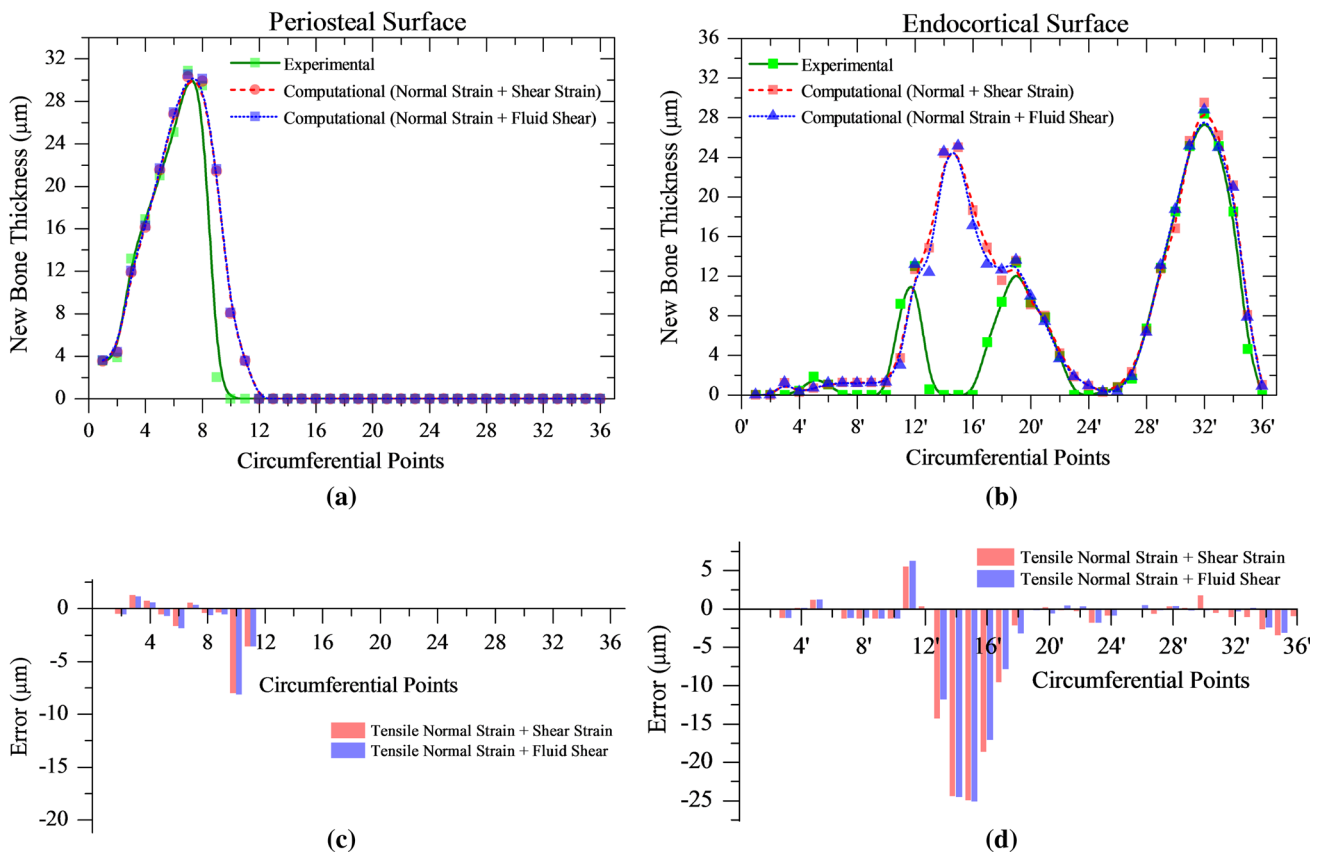 Periosteal Surface
New Bone Thickness (μm)
32
28
24
20
16
12
8
4
0
Experimental
Computational (Normal Strain + Shear Strain)
Computational (Normal Strain + Fluid Shear)
0 4 8 12 16 20 24 28 32 36
Circumferential Points
(a)
Endocortical Surface
New Bone Thickness (μm)
36
32
28
24
20
16
12
8
4
0
Experimental
Computational (Normal + Shear Strain)
Computational (Normal Strain + Fluid Shear)
0' 4' 8' 12' 16' 20' 24' 28' 32' 36'
Circumferential Points
(b)
Error (μm)
0
-5
-10
-15
-20
4 8 12 16 20 24 28 32 36
Circumferential Points
Tensile Normal Strain + Shear Strain
Tensile Normal Strain + Fluid Shear
(c)
Error (μm)
5
0
-5
-10
-15
-20
-25
Tensile Normal Strain + Shear Strain
Tensile Normal Strain + Fluid Shear
4' 8' 12' 16' 20' 24' 28' 32' 36'
Circumferential Points
(d)